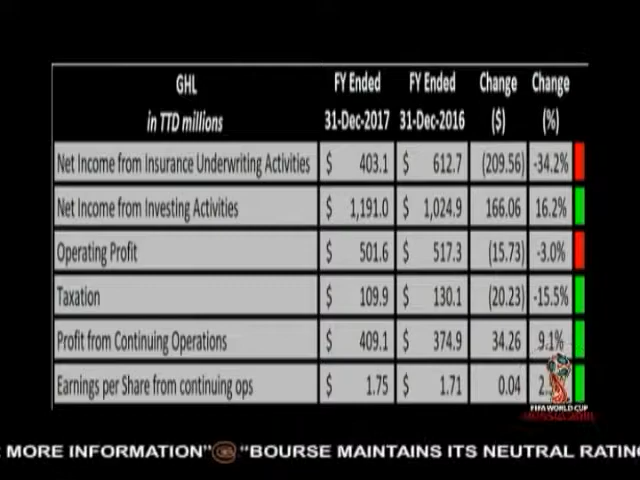 GHL FY Ended FY Ended Change Change
in TTD millions 31-Dec-2017 31-Dec-2016 ($) (%)
Net Income from Insurance Underwriting Activities $ 403.1 $ 612.7 (209.56) -34.2%
Net Income from Investing Activities $ 1,191.0 $ 1,024.9 166.06 16.2%
Operating Profit $ 501.6 $ 517.3 (15.73) -3.0%
Taxation $ 109.9 $ 130.1 (20.23) -15.5%
Profit from Continuing Operations $ 409.1 $ 374.9 34.26 9.1%
Earnings per Share from continuing ops $ 1.75 $ 1.71 0.04
FIFA WORLD CUP
MORE INFORMATION" "BOURSE MAINTAINS ITS NEUTRAL RATING